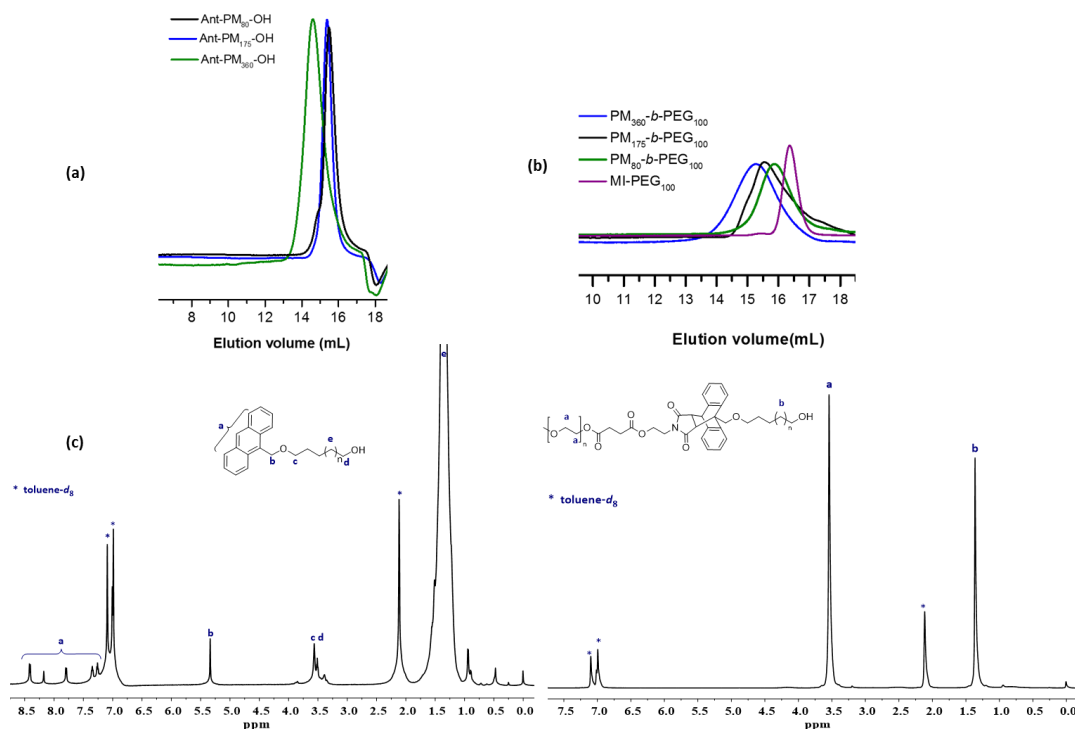 Ant-PM80-OH
Ant-PM175-OH
Ant-PM360-OH
(a)
8 10 12 14 16 18
Elution volume (mL)
PM360-b-PEG100
PM175-b-PEG100
PM80-b-PEG100
MI-PEG100
(b)
10 11 12 13 14 15 16 17 18
Elution volume(mL)
(c)
a
e
O
n
OH
b c d
* toluene-d8
a
b
c d
*
*
*
e
8.5 8.0 7.5 7.0 6.5 6.0 5.5 5.0 4.5 4.0 3.5 3.0 2.5 2.0 1.5 1.0 0.5 0.0
ppm
a
b
O
a
n
O
O
O
O
O
N
O
O
n
OH
* toluene-d8
*
*
a
*
b
7.5 7.0 6.5 6.0 5.5 5.0 4.5 4.0 3.5 3.0 2.5 2.0 1.5 1.0 0.5 0.0
ppm